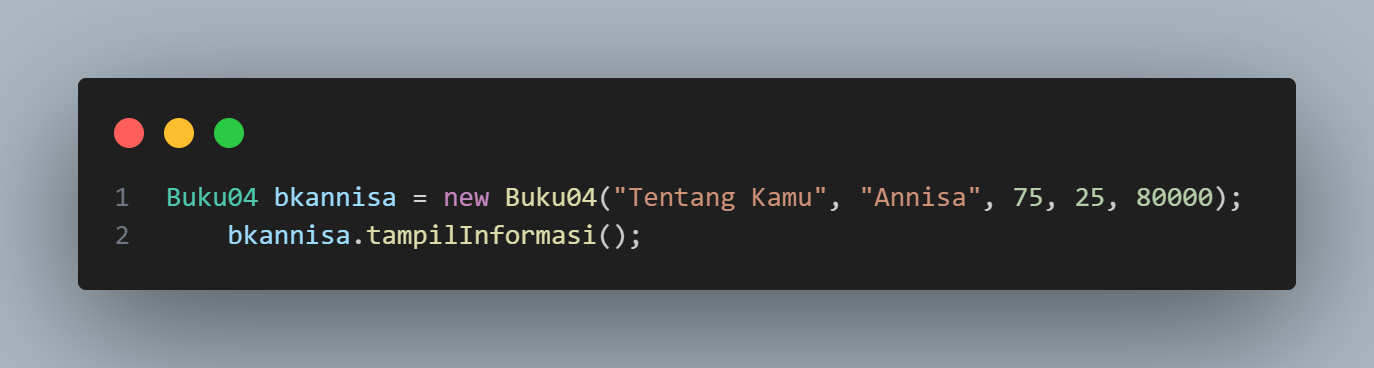 1 Buku04 bkannisa = new Buku04("Tentang Kamu", "Annisa", 75, 25, 80000);
2     bkannisa.tampilInformasi();